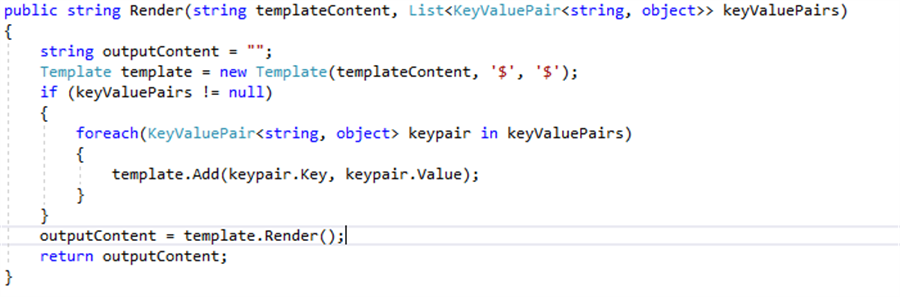 public string Render(string templateContent, List<KeyValuePair<string, object>> keyValuePairs)
{
    string outputContent = "";
    Template template = new Template(templateContent, '$', '$');
    if (keyValuePairs != null)
    {
        foreach(KeyValuePair<string, object> keypair in keyValuePairs)
        {
            template.Add(keypair.Key, keypair.Value);
        }
    }
    outputContent = template.Render();
    return outputContent;
}